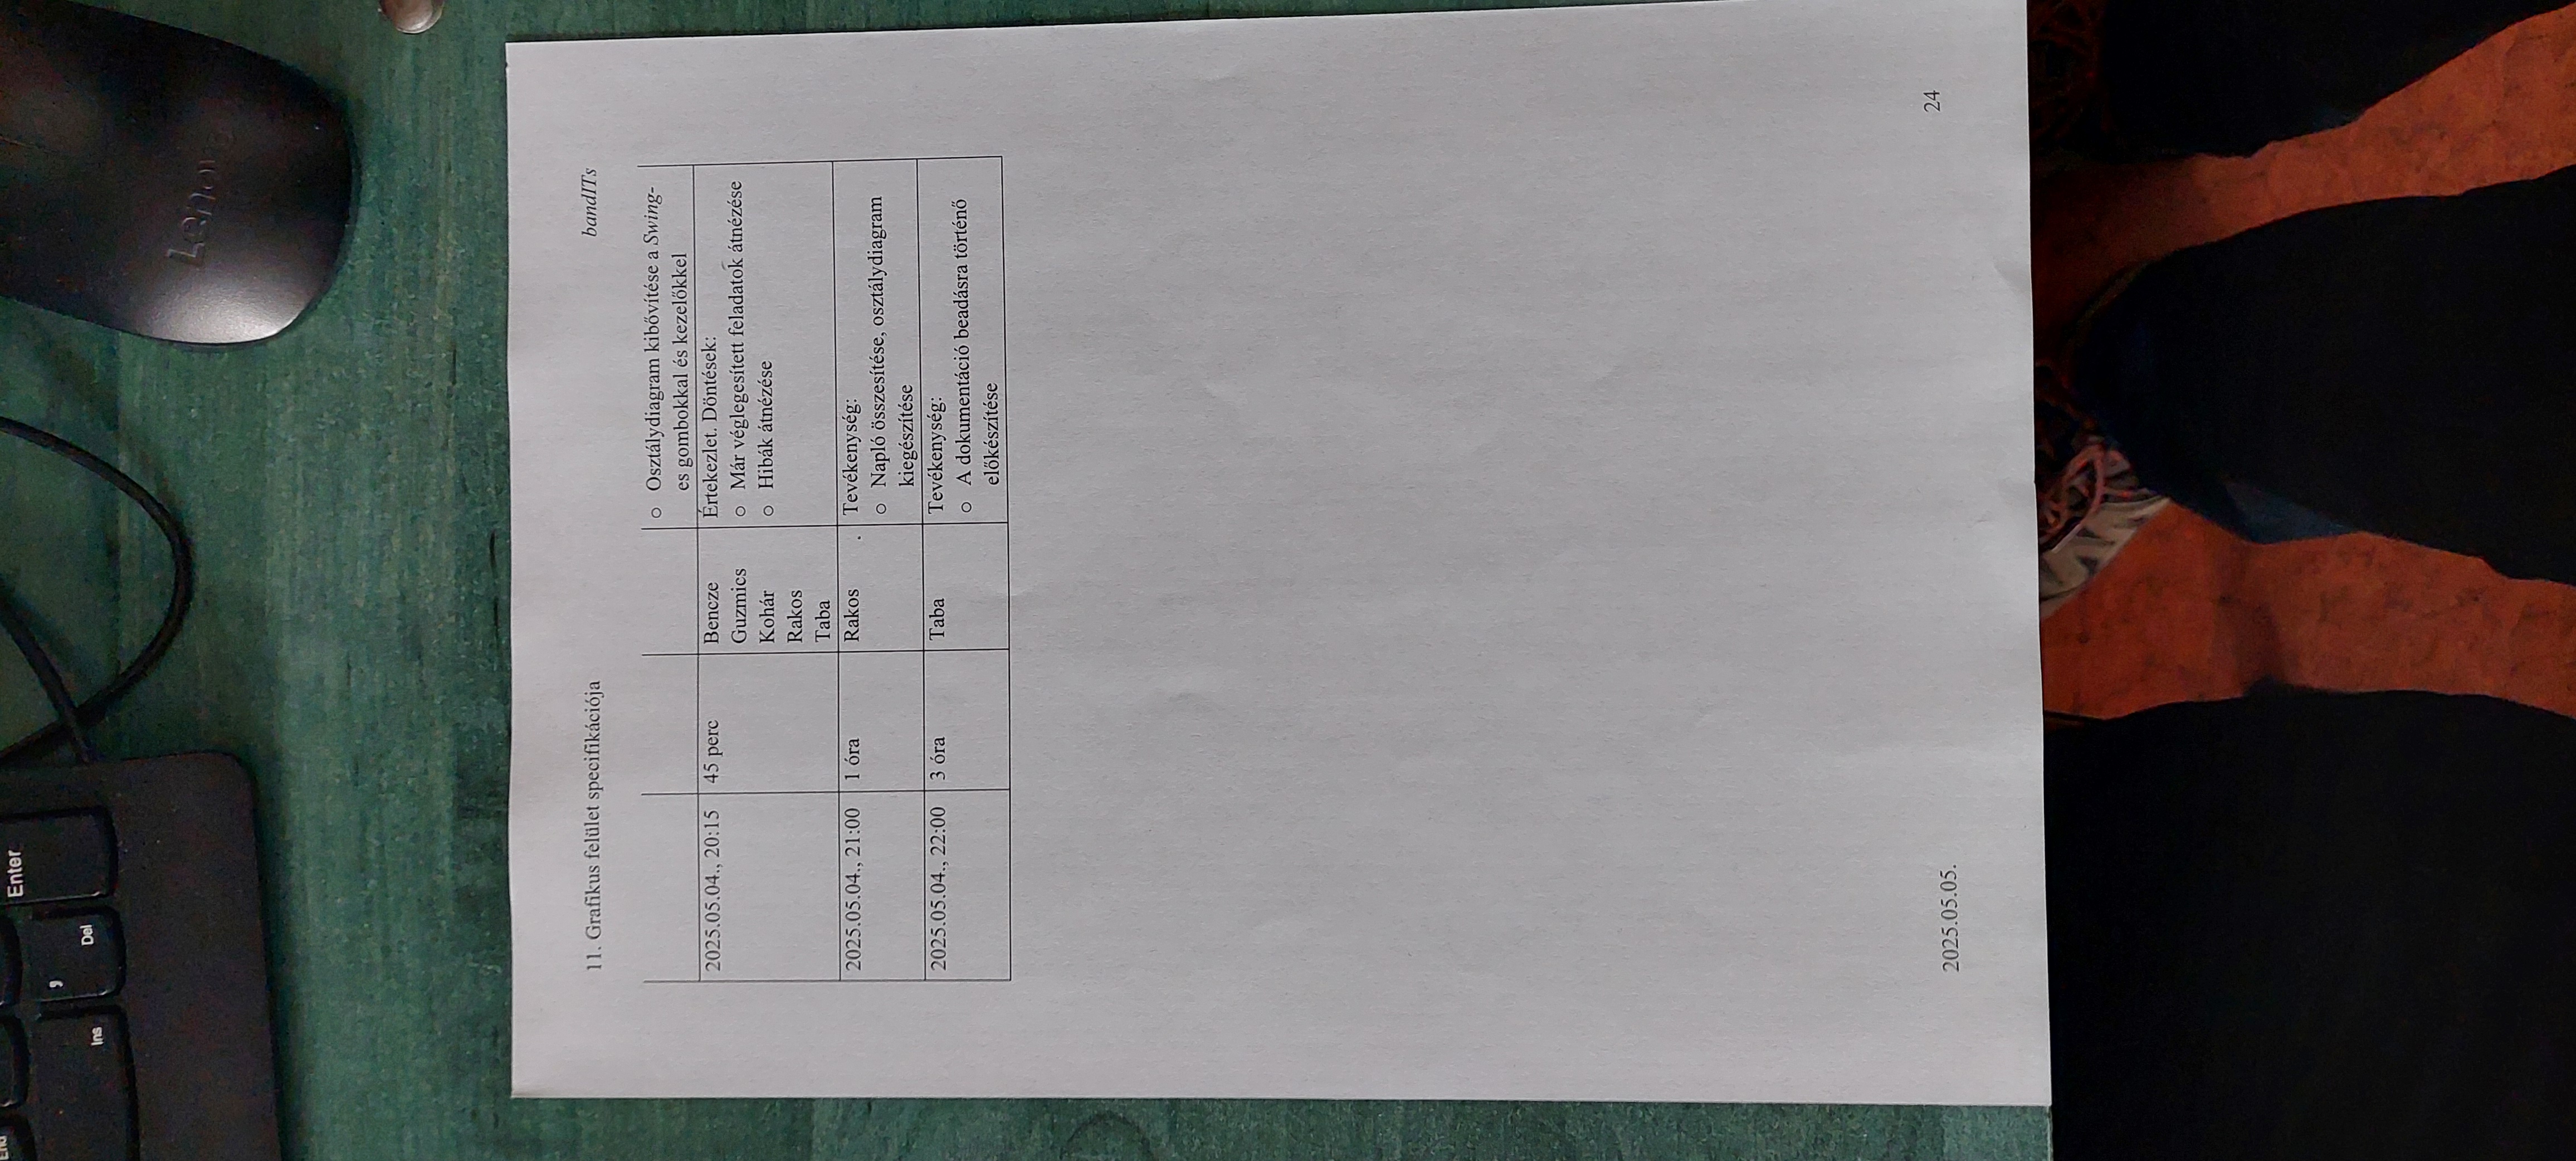 End
Enter
,
Ins
Del
Lenovo
11. Grafikus felület specifikációja
bandITs
o Osztálydiagram kibővítése a Swing-
es gombokkal és kezelőkkel
2025.05.04., 20:15 45 perc Bencze Értekezlet. Döntések:
Guzmics o Már véglegesített feladatok átnézése
Kohár o Hibák átnézése
Rakos
Taba
2025.05.04., 21:00 1 óra Rakos Tevékenység:
o Napló összesítése, osztálydiagram
kiegészítése
2025.05.04., 22:00 3 óra Taba Tevékenység:
o A dokumentáció beadásra történő
előkészítése
2025.05.05.
24